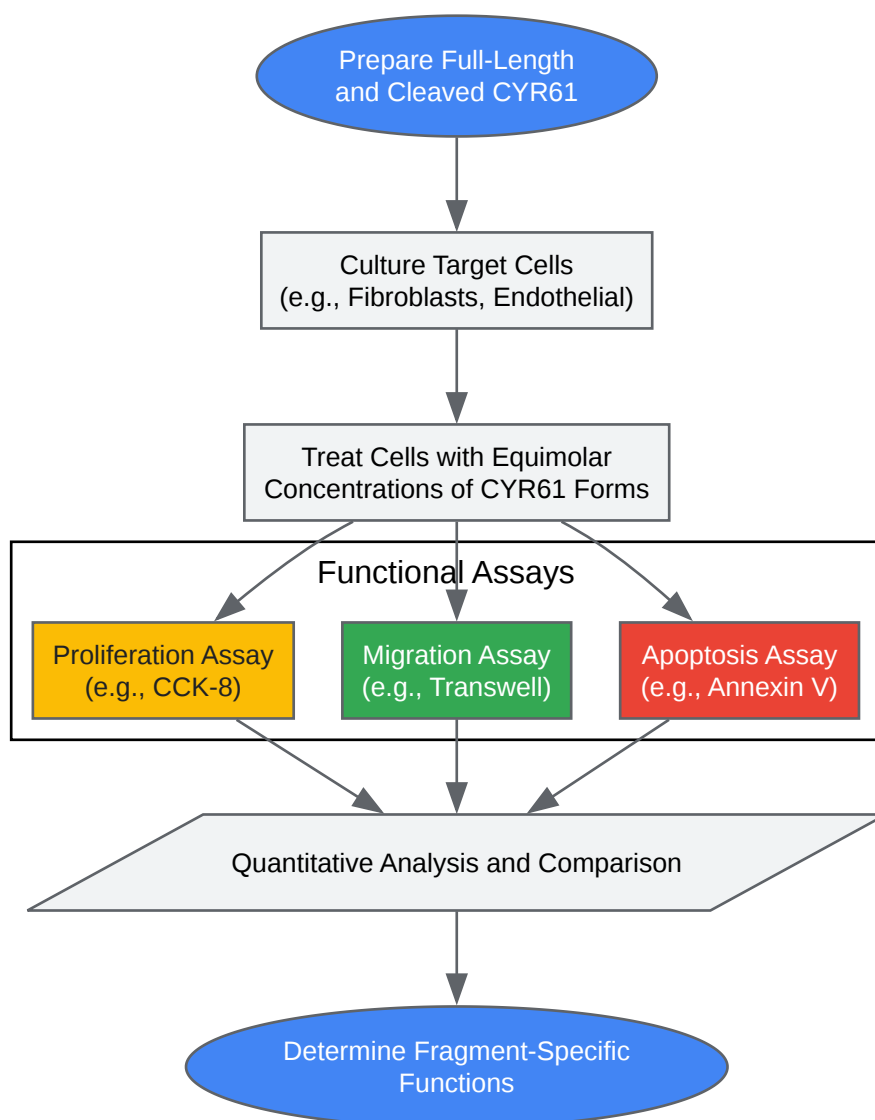 Prepare Full-Length
and Cleaved CYR61
Culture Target Cells
(e.g., Fibroblasts, Endothelial)
Treat Cells with Equimolar
Concentrations of CYR61 Forms
Functional Assays
Proliferation Assay
(e.g., CCK-8)
Migration Assay
(e.g., Transwell)
Apoptosis Assay
(e.g., Annexin V)
Quantitative Analysis and Comparison
Determine Fragment-Specific
Functions